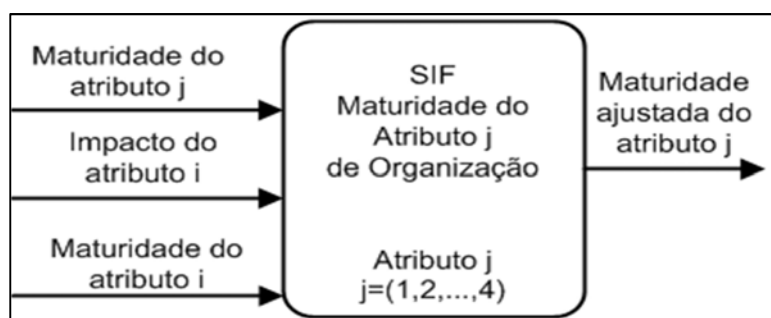 Maturidade do
atributo j
Impacto do
atributo i
Maturidade do
atributo i
SIF
Maturidade do
Atributo j
de Organização
Atributo j
j=(1,2,...,4)
Maturidade
ajustada do
atributo j